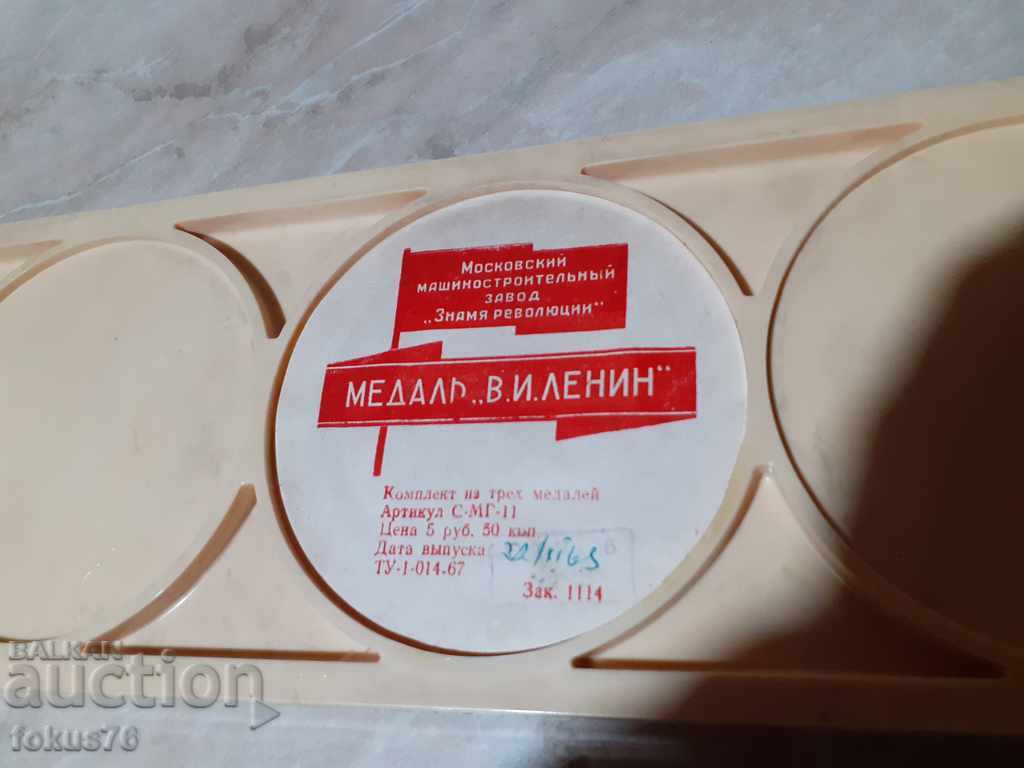 Московский
машиностроительный
завод
„Знамя революции"
МЕДАЛЬ „В.И.ЛЕНИН"
Комплект из трех медалей
Артикул С-МГ-11
Цена 5 руб. 50 коп
Дата выпуска
ТУ-1-014-67
Зак. 1114
BALKAN
auction
fokus76